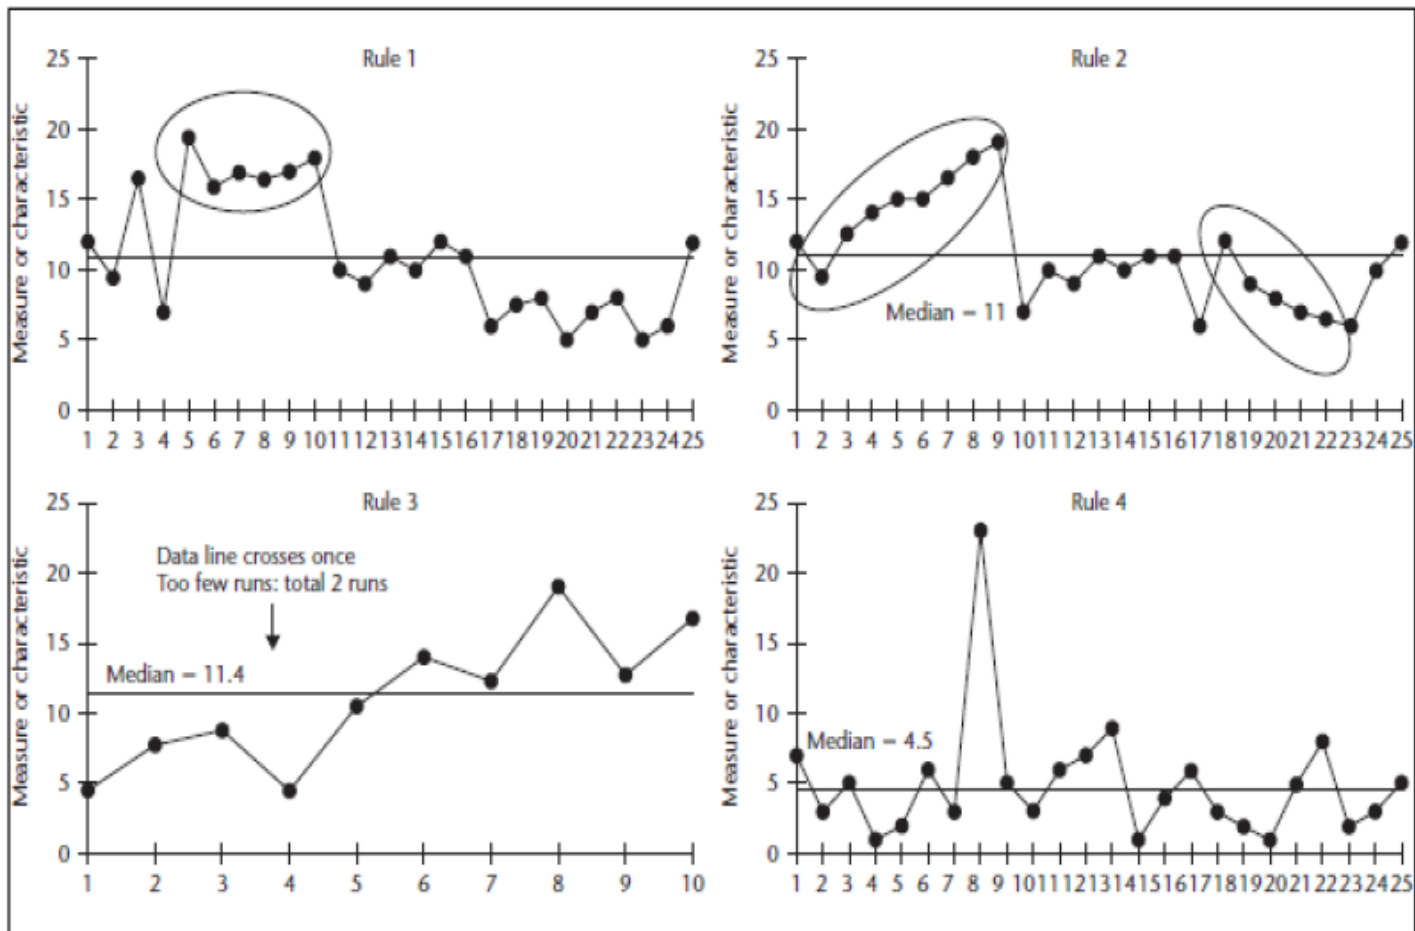 Rule 1
Measure or characteristic
25
20
15
10
5
0
1 2 3 4 5 6 7 8 9 10 11 12 13 14 15 16 17 18 19 20 21 22 23 24 25
Rule 2
Measure or characteristic
25
20
15
10
5
0
Median – 11
1 2 3 4 5 6 7 8 9 10 11 12 13 14 15 16 17 18 19 20 21 22 23 24 25
Rule 3
Measure or characteristic
25
20
15
10
5
0
Data line crosses once
Too few runs: total 2 runs
Median – 11.4
1 2 3 4 5 6 7 8 9 10
Rule 4
Measure or characteristic
25
20
15
10
5
0
Median – 4.5
1 2 3 4 5 6 7 8 9 10 11 12 13 14 15 16 17 18 19 20 21 22 23 24 25